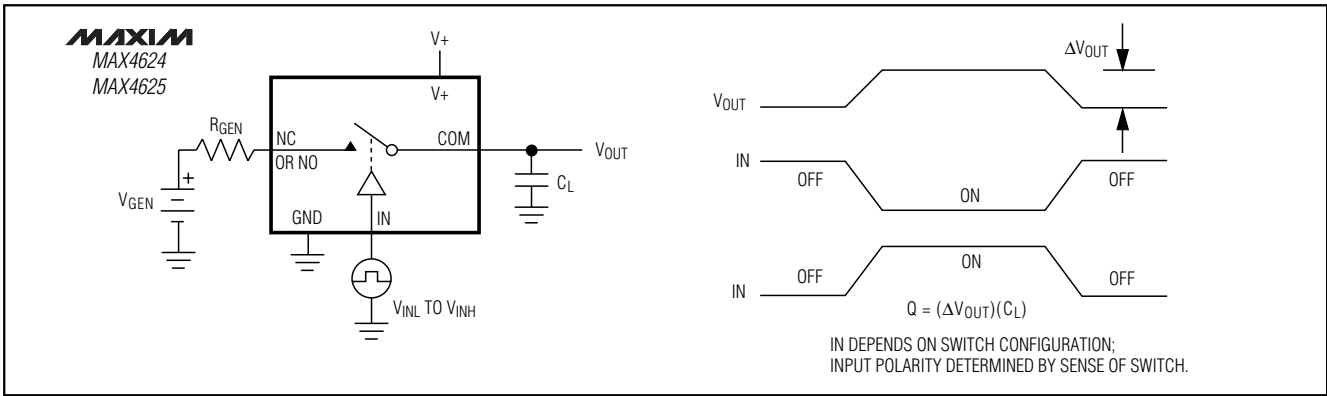 MAXIM
MAX4624
MAX4625
V+
V+
RGEN
NC
OR NO
COM
VOUT
CL
+
VGEN
GND
IN
VINL TO VINH
ΔVOUT
VOUT
IN
OFF
ON
OFF
IN
OFF
ON
OFF
Q = (ΔVOUT)(CL)
IN DEPENDS ON SWITCH CONFIGURATION;
INPUT POLARITY DETERMINED BY SENSE OF SWITCH.